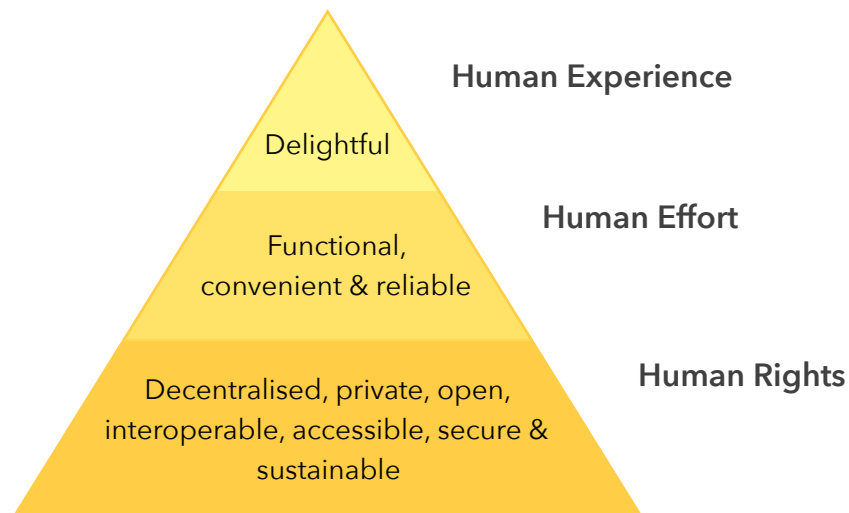 Human Experience
Delightful
Human Effort
Functional,
convenient & reliable
Human Rights
Decentralised, private, open,
interoperable, accessible, secure &
sustainable